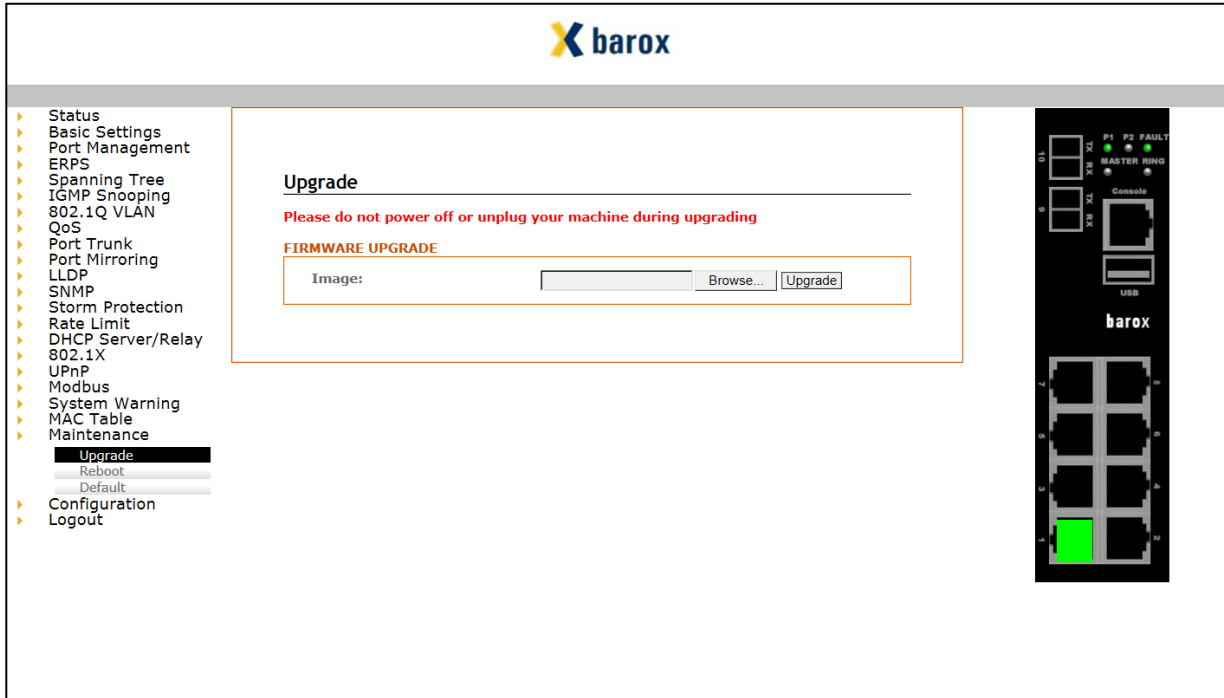 barox
Status
Basic Settings
Port Management
ERPS
Spanning Tree
IGMP Snooping
802.1Q VLAN
QoS
Port Trunk
Port Mirroring
LLDP
SNMP
Storm Protection
Rate Limit
DHCP Server/Relay
802.1X
UPnP
Modbus
System Warning
MAC Table
Maintenance
Upgrade
Reboot
Default
Configuration
Logout
Upgrade
Please do not power off or unplug your machine during upgrading
FIRMWARE UPGRADE
Image: Browse... Upgrade
P1 P2 FAULT
10 TX RX
MASTER RING
9 TX RX
Console
USB
barox
7 8
5 6
3 4
1 2